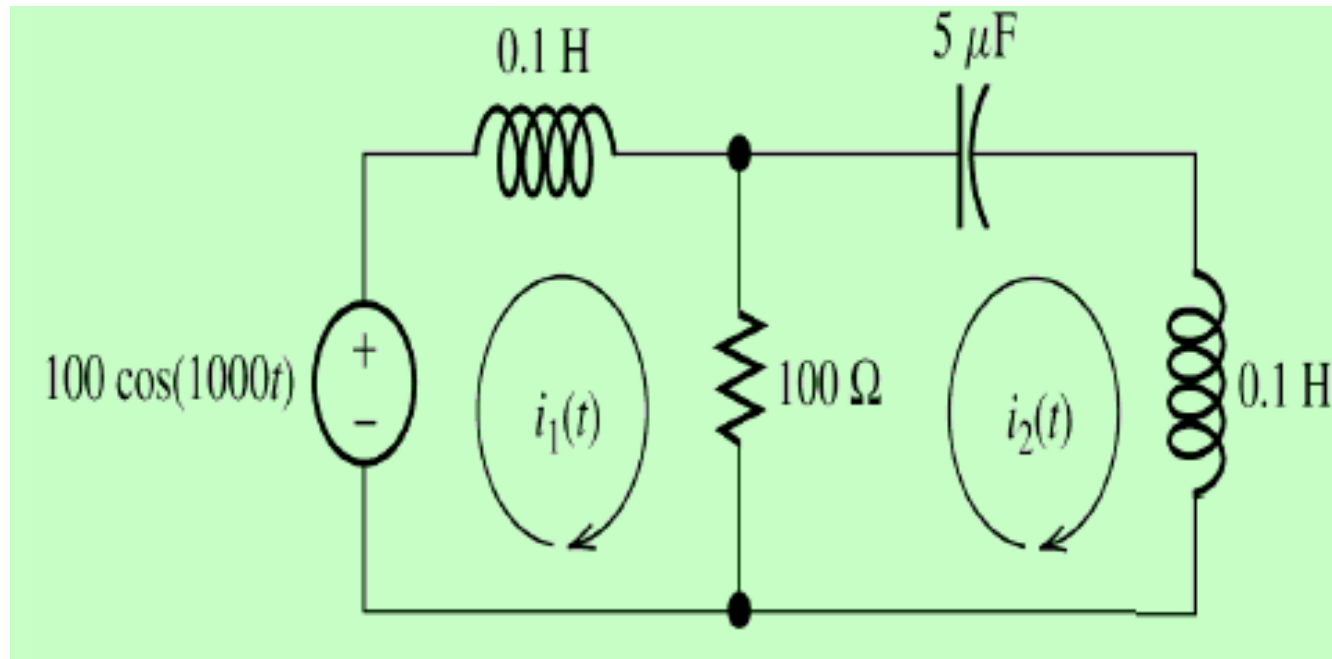 0.1 H
5 μF
100 cos(1000t)
+
−
i₁(t)
100 Ω
i₂(t)
0.1 H